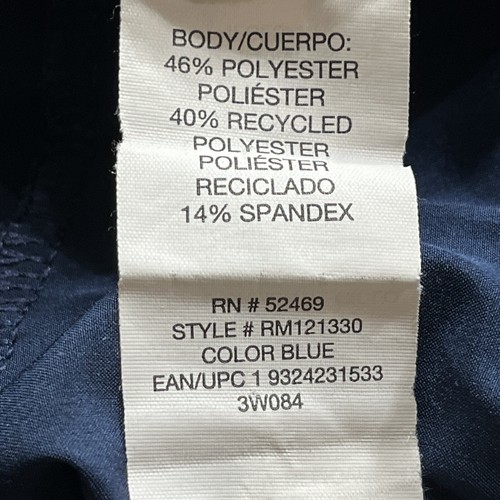 BODY/CUERPO:
46% POLYESTER
POLIÉSTER
40% RECYCLED
POLYESTER
POLIÉSTER
RECICLADO
14% SPANDEX
RN # 52469
STYLE # RM121330
COLOR BLUE
EAN/UPC 1 9324231533
3W084